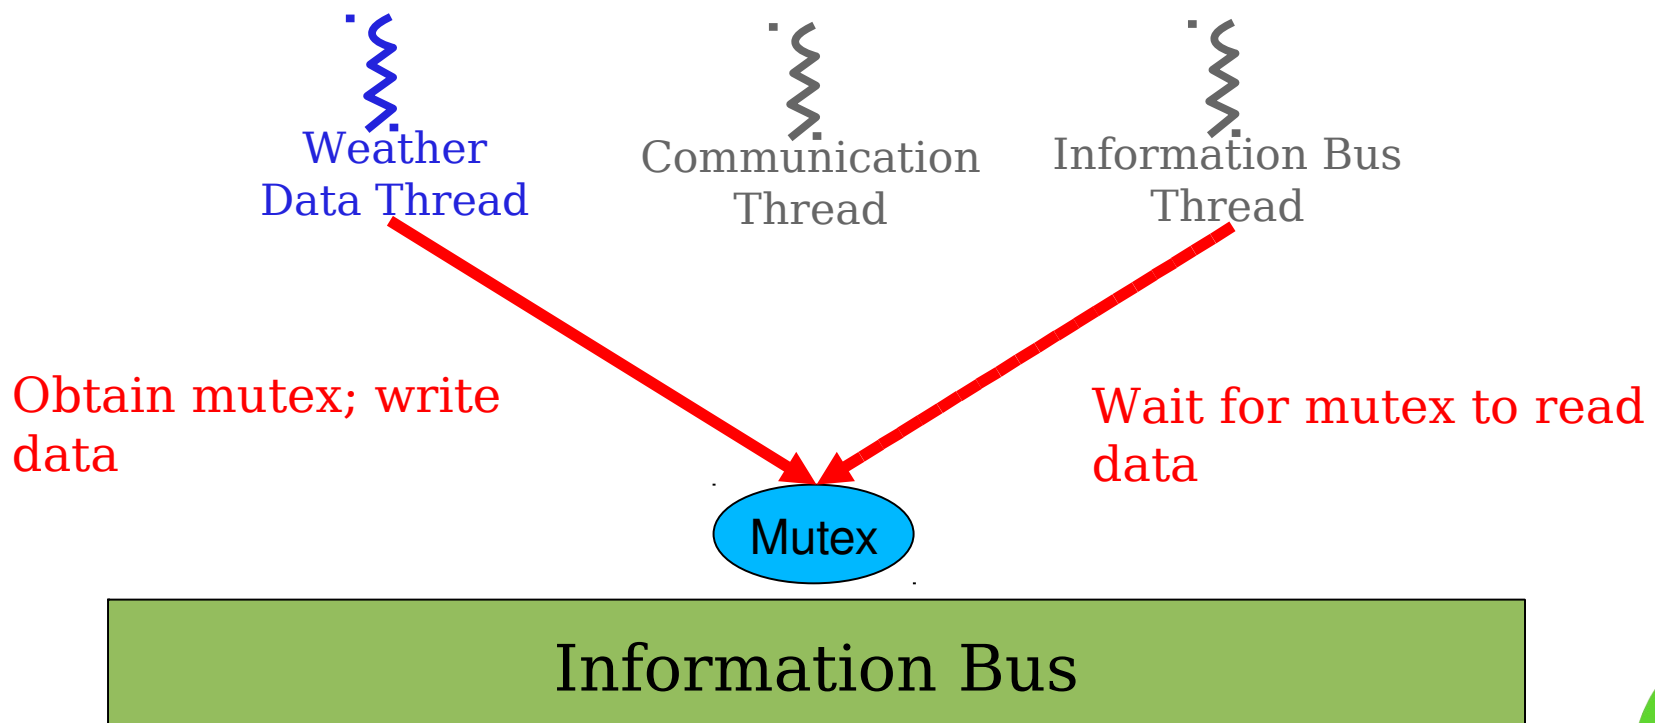 Weather
Data Thread
Communication
Thread
Information Bus
Thread
Obtain mutex; write
data
Wait for mutex to read
data
Mutex
Information Bus